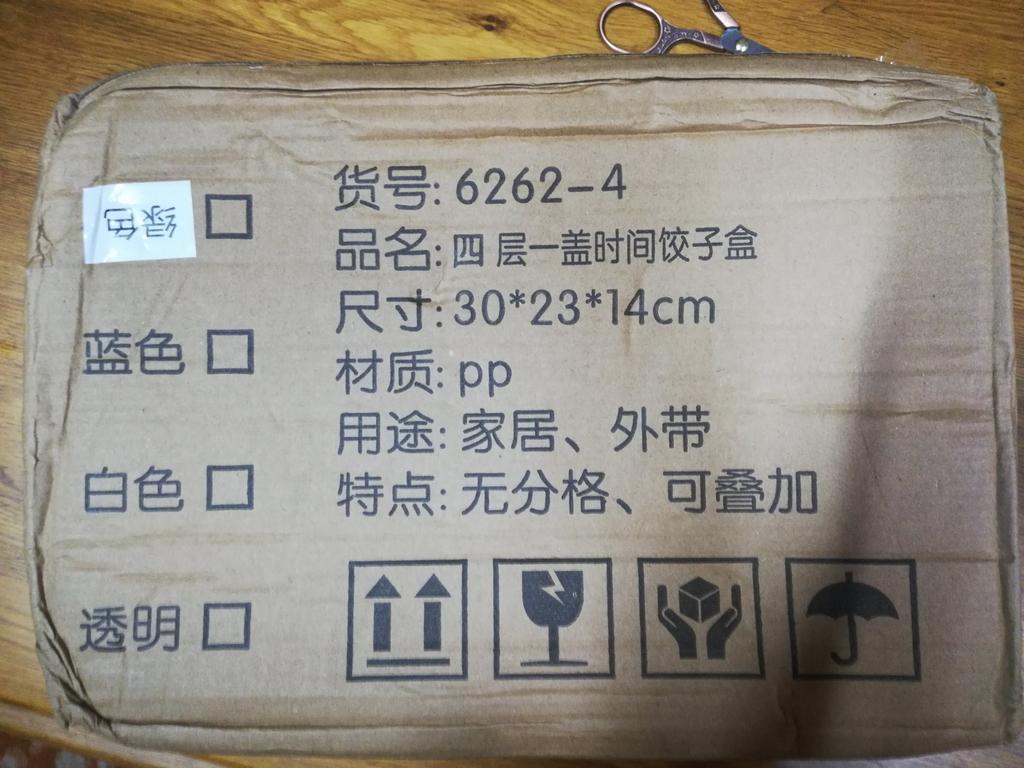 绿色
蓝色
白色
透明
货号: 6262-4
品名: 四层一盖时间饺子盒
尺寸: 30*23*14cm
材质: pp
用途: 家居、外带
特点: 无分格、可叠加